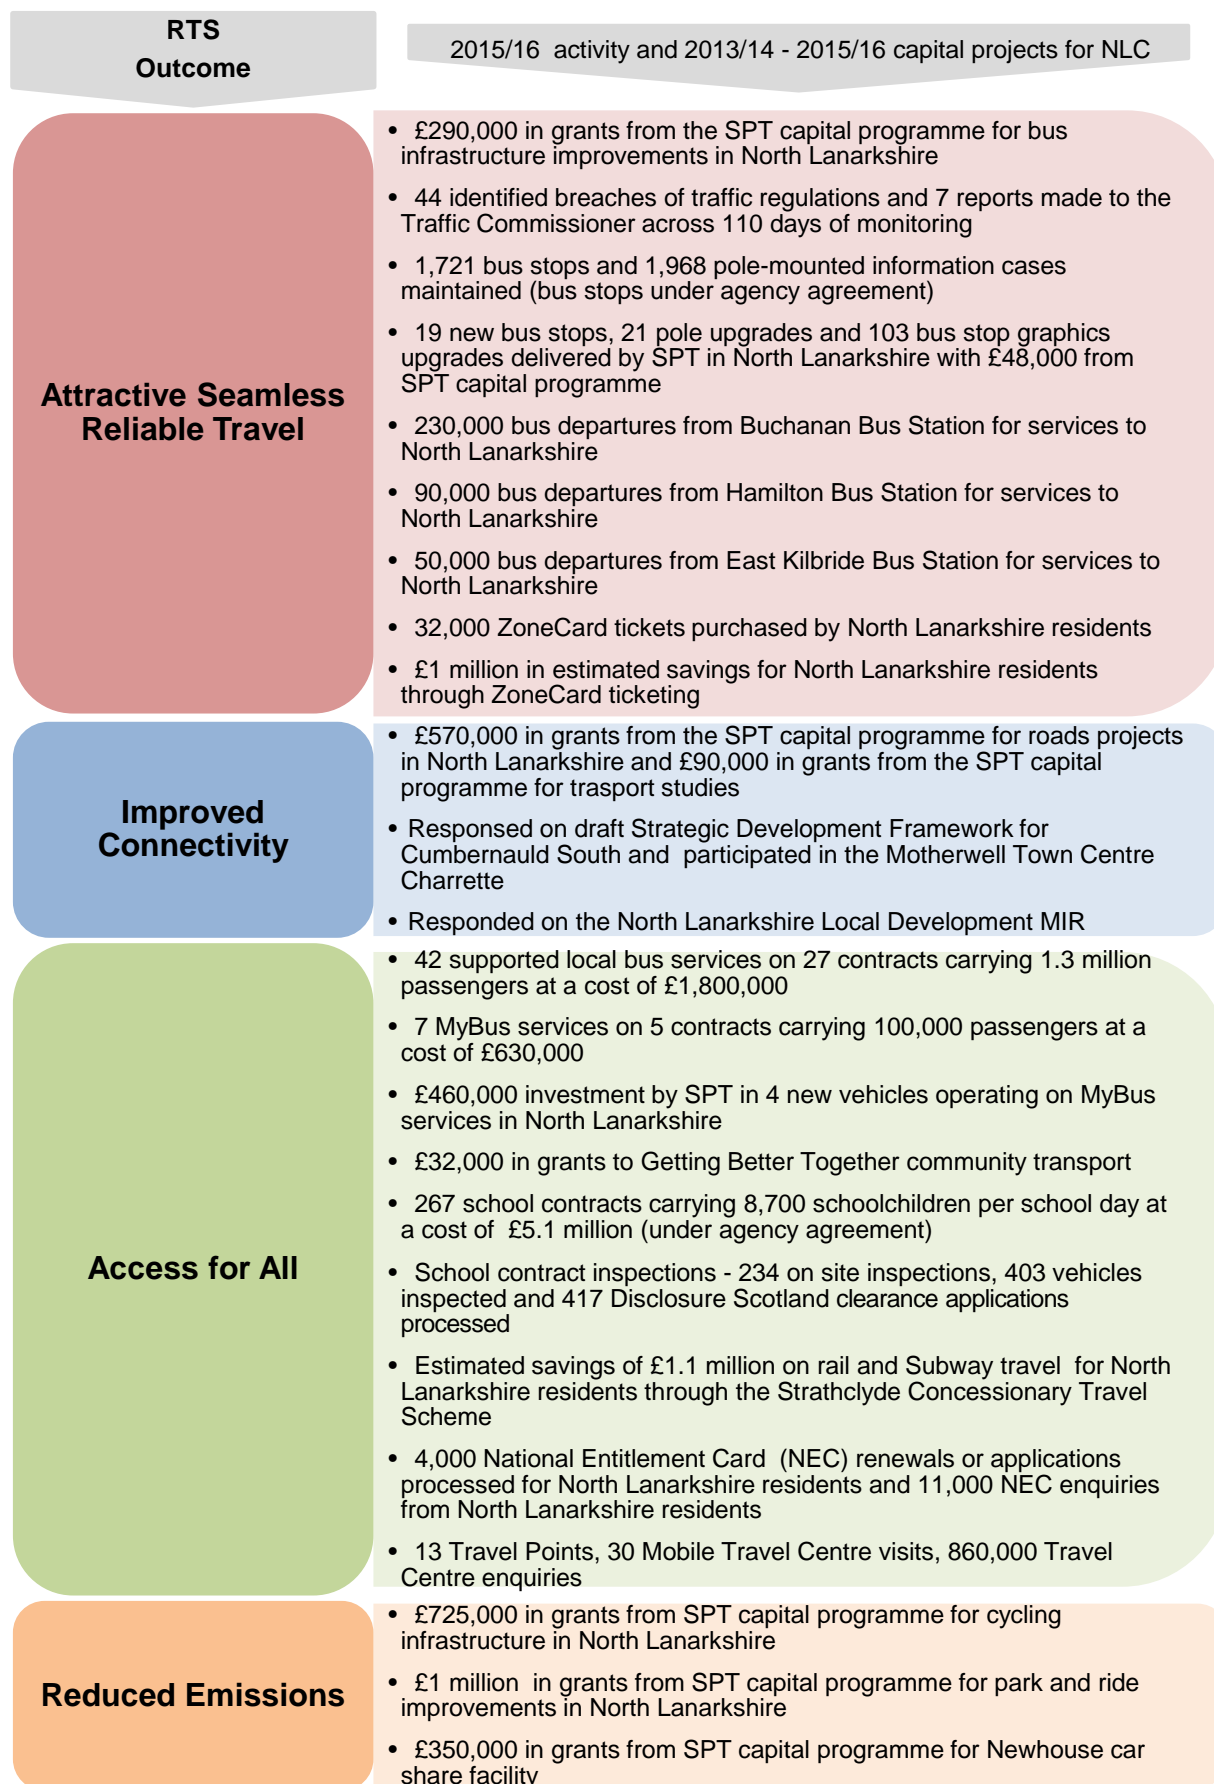 RTS
Outcome
2015/16 activity and 2013/14 - 2015/16 capital projects for NLC
Attractive Seamless
Reliable Travel
• £290,000 in grants from the SPT capital programme for bus
infrastructure improvements in North Lanarkshire
• 44 identified breaches of traffic regulations and 7 reports made to the
Traffic Commissioner across 110 days of monitoring
• 1,721 bus stops and 1,968 pole-mounted information cases
maintained (bus stops under agency agreement)
• 19 new bus stops, 21 pole upgrades and 103 bus stop graphics
upgrades delivered by SPT in North Lanarkshire with £48,000 from
SPT capital programme
• 230,000 bus departures from Buchanan Bus Station for services to
North Lanarkshire
• 90,000 bus departures from Hamilton Bus Station for services to
North Lanarkshire
• 50,000 bus departures from East Kilbride Bus Station for services to
North Lanarkshire
• 32,000 ZoneCard tickets purchased by North Lanarkshire residents
• £1 million in estimated savings for North Lanarkshire residents
through ZoneCard ticketing
Improved
Connectivity
• £570,000 in grants from the SPT capital programme for roads projects
in North Lanarkshire and £90,000 in grants from the SPT capital
programme for trasport studies
• Responsed on draft Strategic Development Framework for
Cumbernauld South and participated in the Motherwell Town Centre
Charrette
• Responded on the North Lanarkshire Local Development MIR
Access for All
• 42 supported local bus services on 27 contracts carrying 1.3 million
passengers at a cost of £1,800,000
• 7 MyBus services on 5 contracts carrying 100,000 passengers at a
cost of £630,000
• £460,000 investment by SPT in 4 new vehicles operating on MyBus
services in North Lanarkshire
• £32,000 in grants to Getting Better Together community transport
• 267 school contracts carrying 8,700 schoolchildren per school day at
a cost of £5.1 million (under agency agreement)
• School contract inspections - 234 on site inspections, 403 vehicles
inspected and 417 Disclosure Scotland clearance applications
processed
• Estimated savings of £1.1 million on rail and Subway travel for North
Lanarkshire residents through the Strathclyde Concessionary Travel
Scheme
• 4,000 National Entitlement Card (NEC) renewals or applications
processed for North Lanarkshire residents and 11,000 NEC enquiries
from North Lanarkshire residents
• 13 Travel Points, 30 Mobile Travel Centre visits, 860,000 Travel
Centre enquiries
Reduced Emissions
• £725,000 in grants from SPT capital programme for cycling
infrastructure in North Lanarkshire
• £1 million in grants from SPT capital programme for park and ride
improvements in North Lanarkshire
• £350,000 in grants from SPT capital programme for Newhouse car
share facility